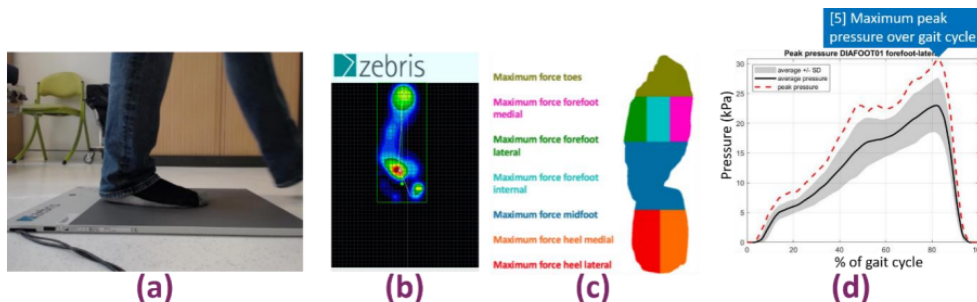 zebris
(a)
zebris
(b)
Maximum force toes
Maximum force forefoot
medial
Maximum force forefoot
lateral
Maximum force forefoot
internal
Maximum force midfoot
Maximum force heel medial
Maximum force heel lateral
(c)
[5] Maximum peak
pressure over gait cycle
Peak pressure DIAFOOT01 forefoot-later
average +/- SD
average pressure
peak pressure
Pressure (kPa)
30
25
20
15
10
5
0
0
20
40
60
80
% of gait cycle
(d)